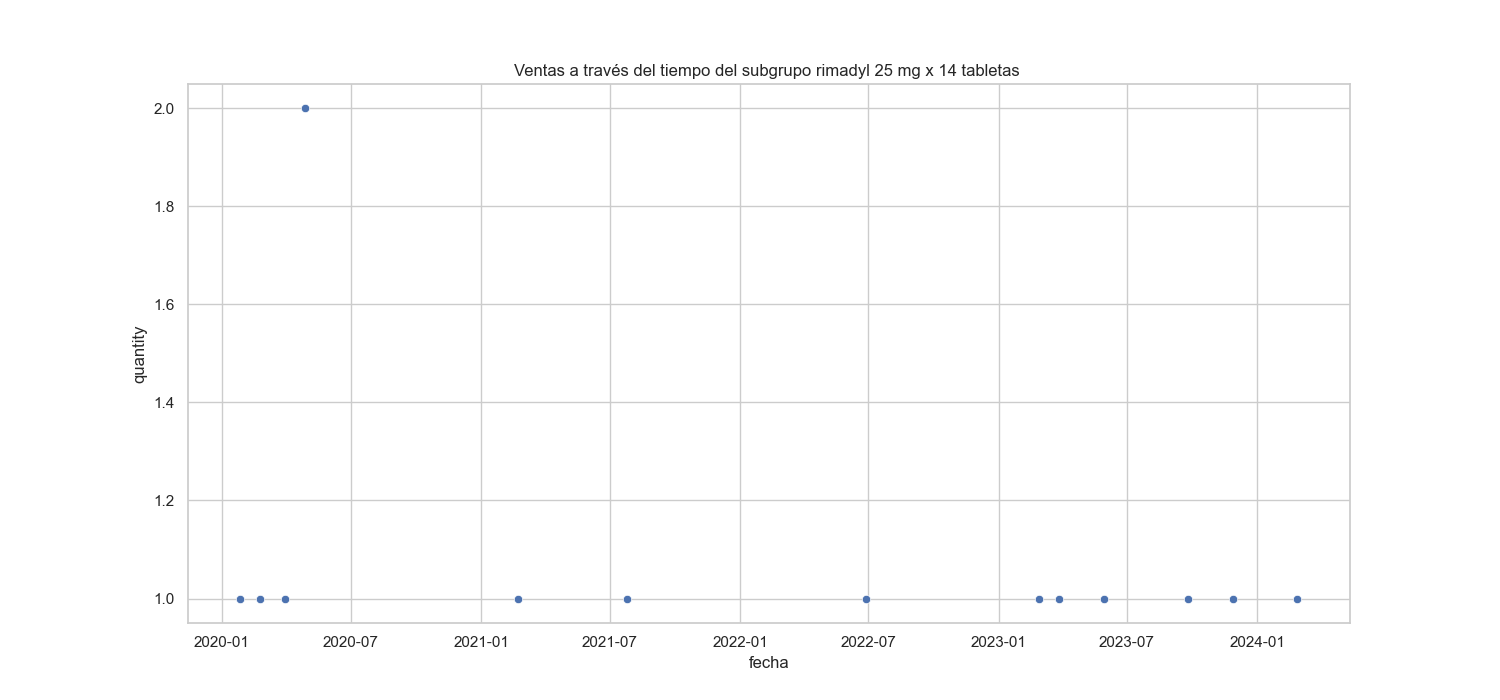 Ventas a través del tiempo del subgrupo rimadyl 25 mg x 14 tabletas
2.0
1.8
1.6
1.4
1.2
1.0
quantity
2020-01 2020-07 2021-01 2021-07 2022-01 2022-07 2023-01 2023-07 2024-01
fecha